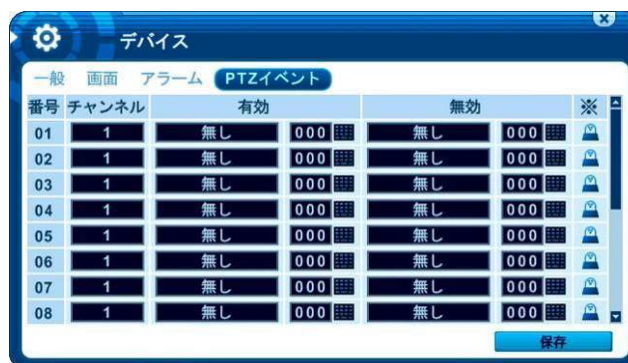 デバイス
一般 画面 アラーム PTZイベント
番号 チャンネル 有効 無効 ※
01 1 無し 000 無し 000
02 1 無し 000 無し 000
03 1 無し 000 無し 000
04 1 無し 000 無し 000
05 1 無し 000 無し 000
06 1 無し 000 無し 000
07 1 無し 000 無し 000
08 1 無し 000 無し 000
保存